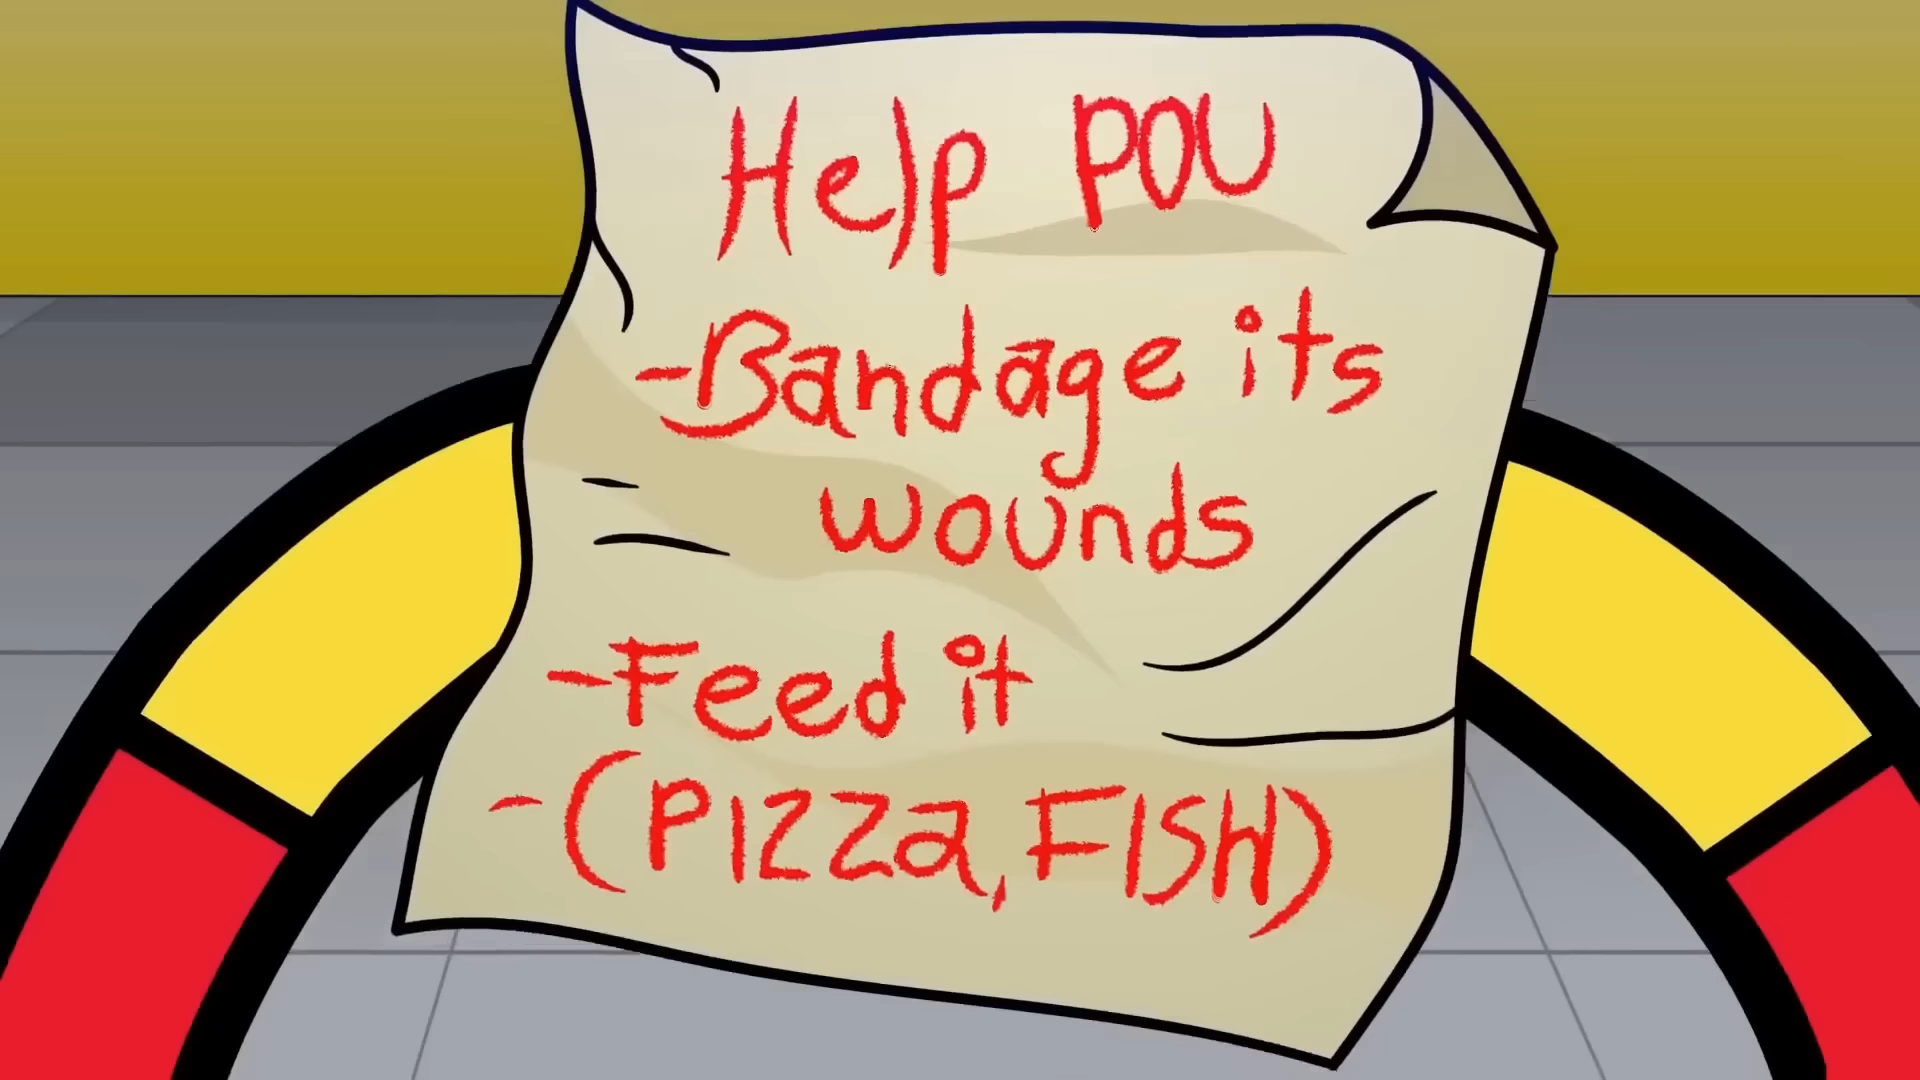 Help POU
-Bandage its
wounds
-Feed it
-(PIZZa, FISH)